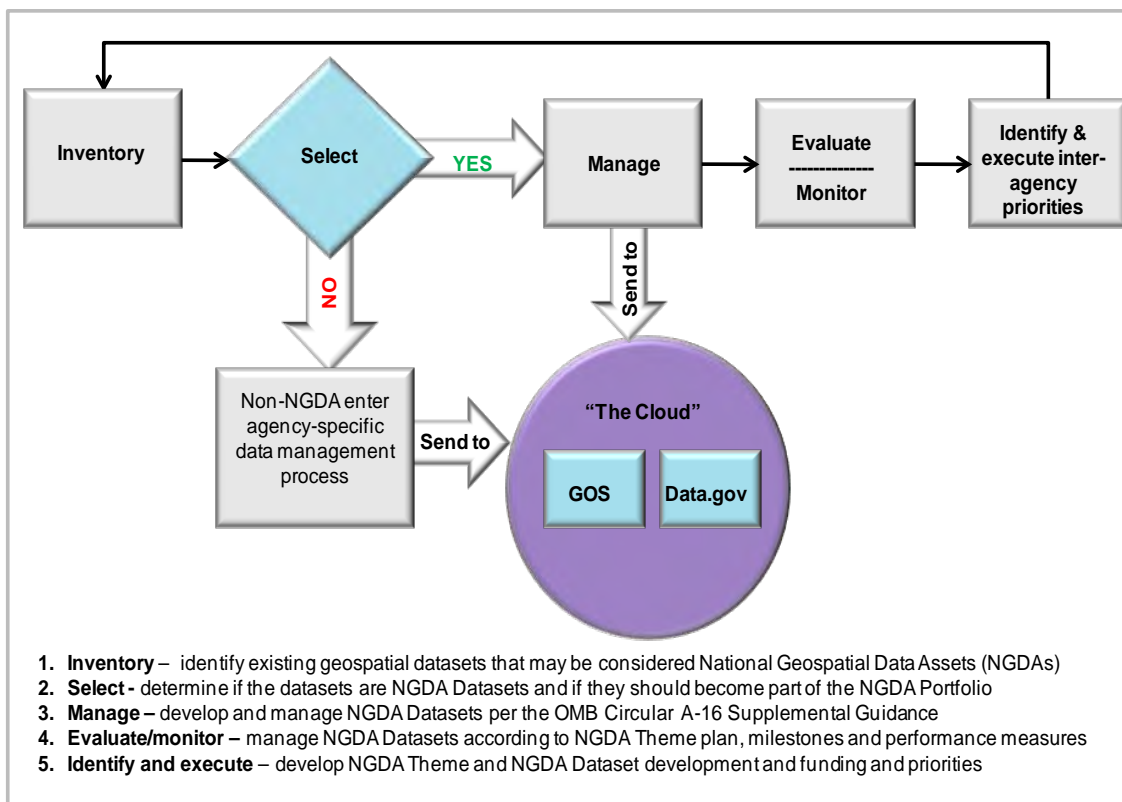 Inventory
Select
YES
Manage
Evaluate
--------------
Monitor
Identify &
execute inter-
agency
priorities
NO
Send to
Non-NGDA enter
agency-specific
data management
process
Send to
“The Cloud”
GOS
Data.gov
1. Inventory – identify existing geospatial datasets that may be considered National Geospatial Data Assets (NGDAs)
2. Select - determine if the datasets are NGDA Datasets and if they should become part of the NGDA Portfolio
3. Manage – develop and manage NGDA Datasets per the OMB Circular A-16 Supplemental Guidance
4. Evaluate/monitor – manage NGDA Datasets according to NGDA Theme plan, milestones and performance measures
5. Identify and execute – develop NGDA Theme and NGDA Dataset development and funding and priorities